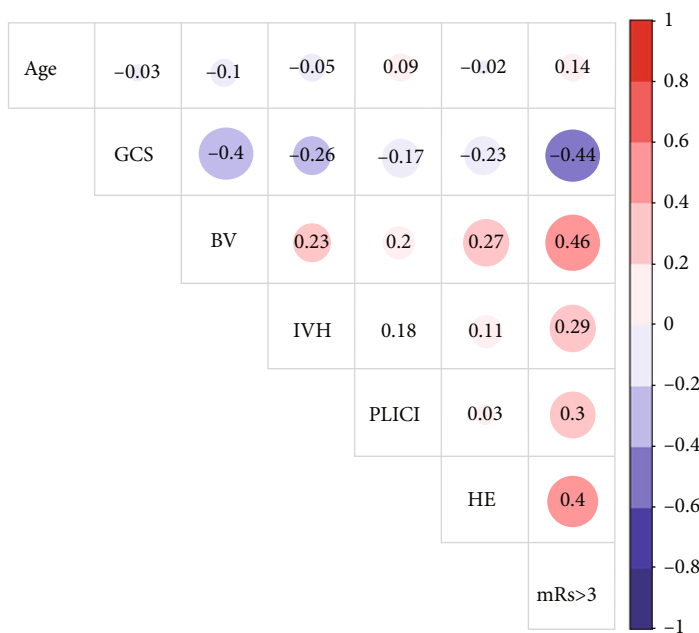 Age –0.03 –0.1 –0.05 0.09 –0.02 0.14
GCS –0.4 –0.26 –0.17 –0.23 –0.44
BV 0.23 0.2 0.27 0.46
IVH 0.18 0.11 0.29
PLICI 0.03 0.3
HE 0.4
mRs>3
1
0.8
0.6
0.4
0.2
0
–0.2
–0.4
–0.6
–0.8
–1